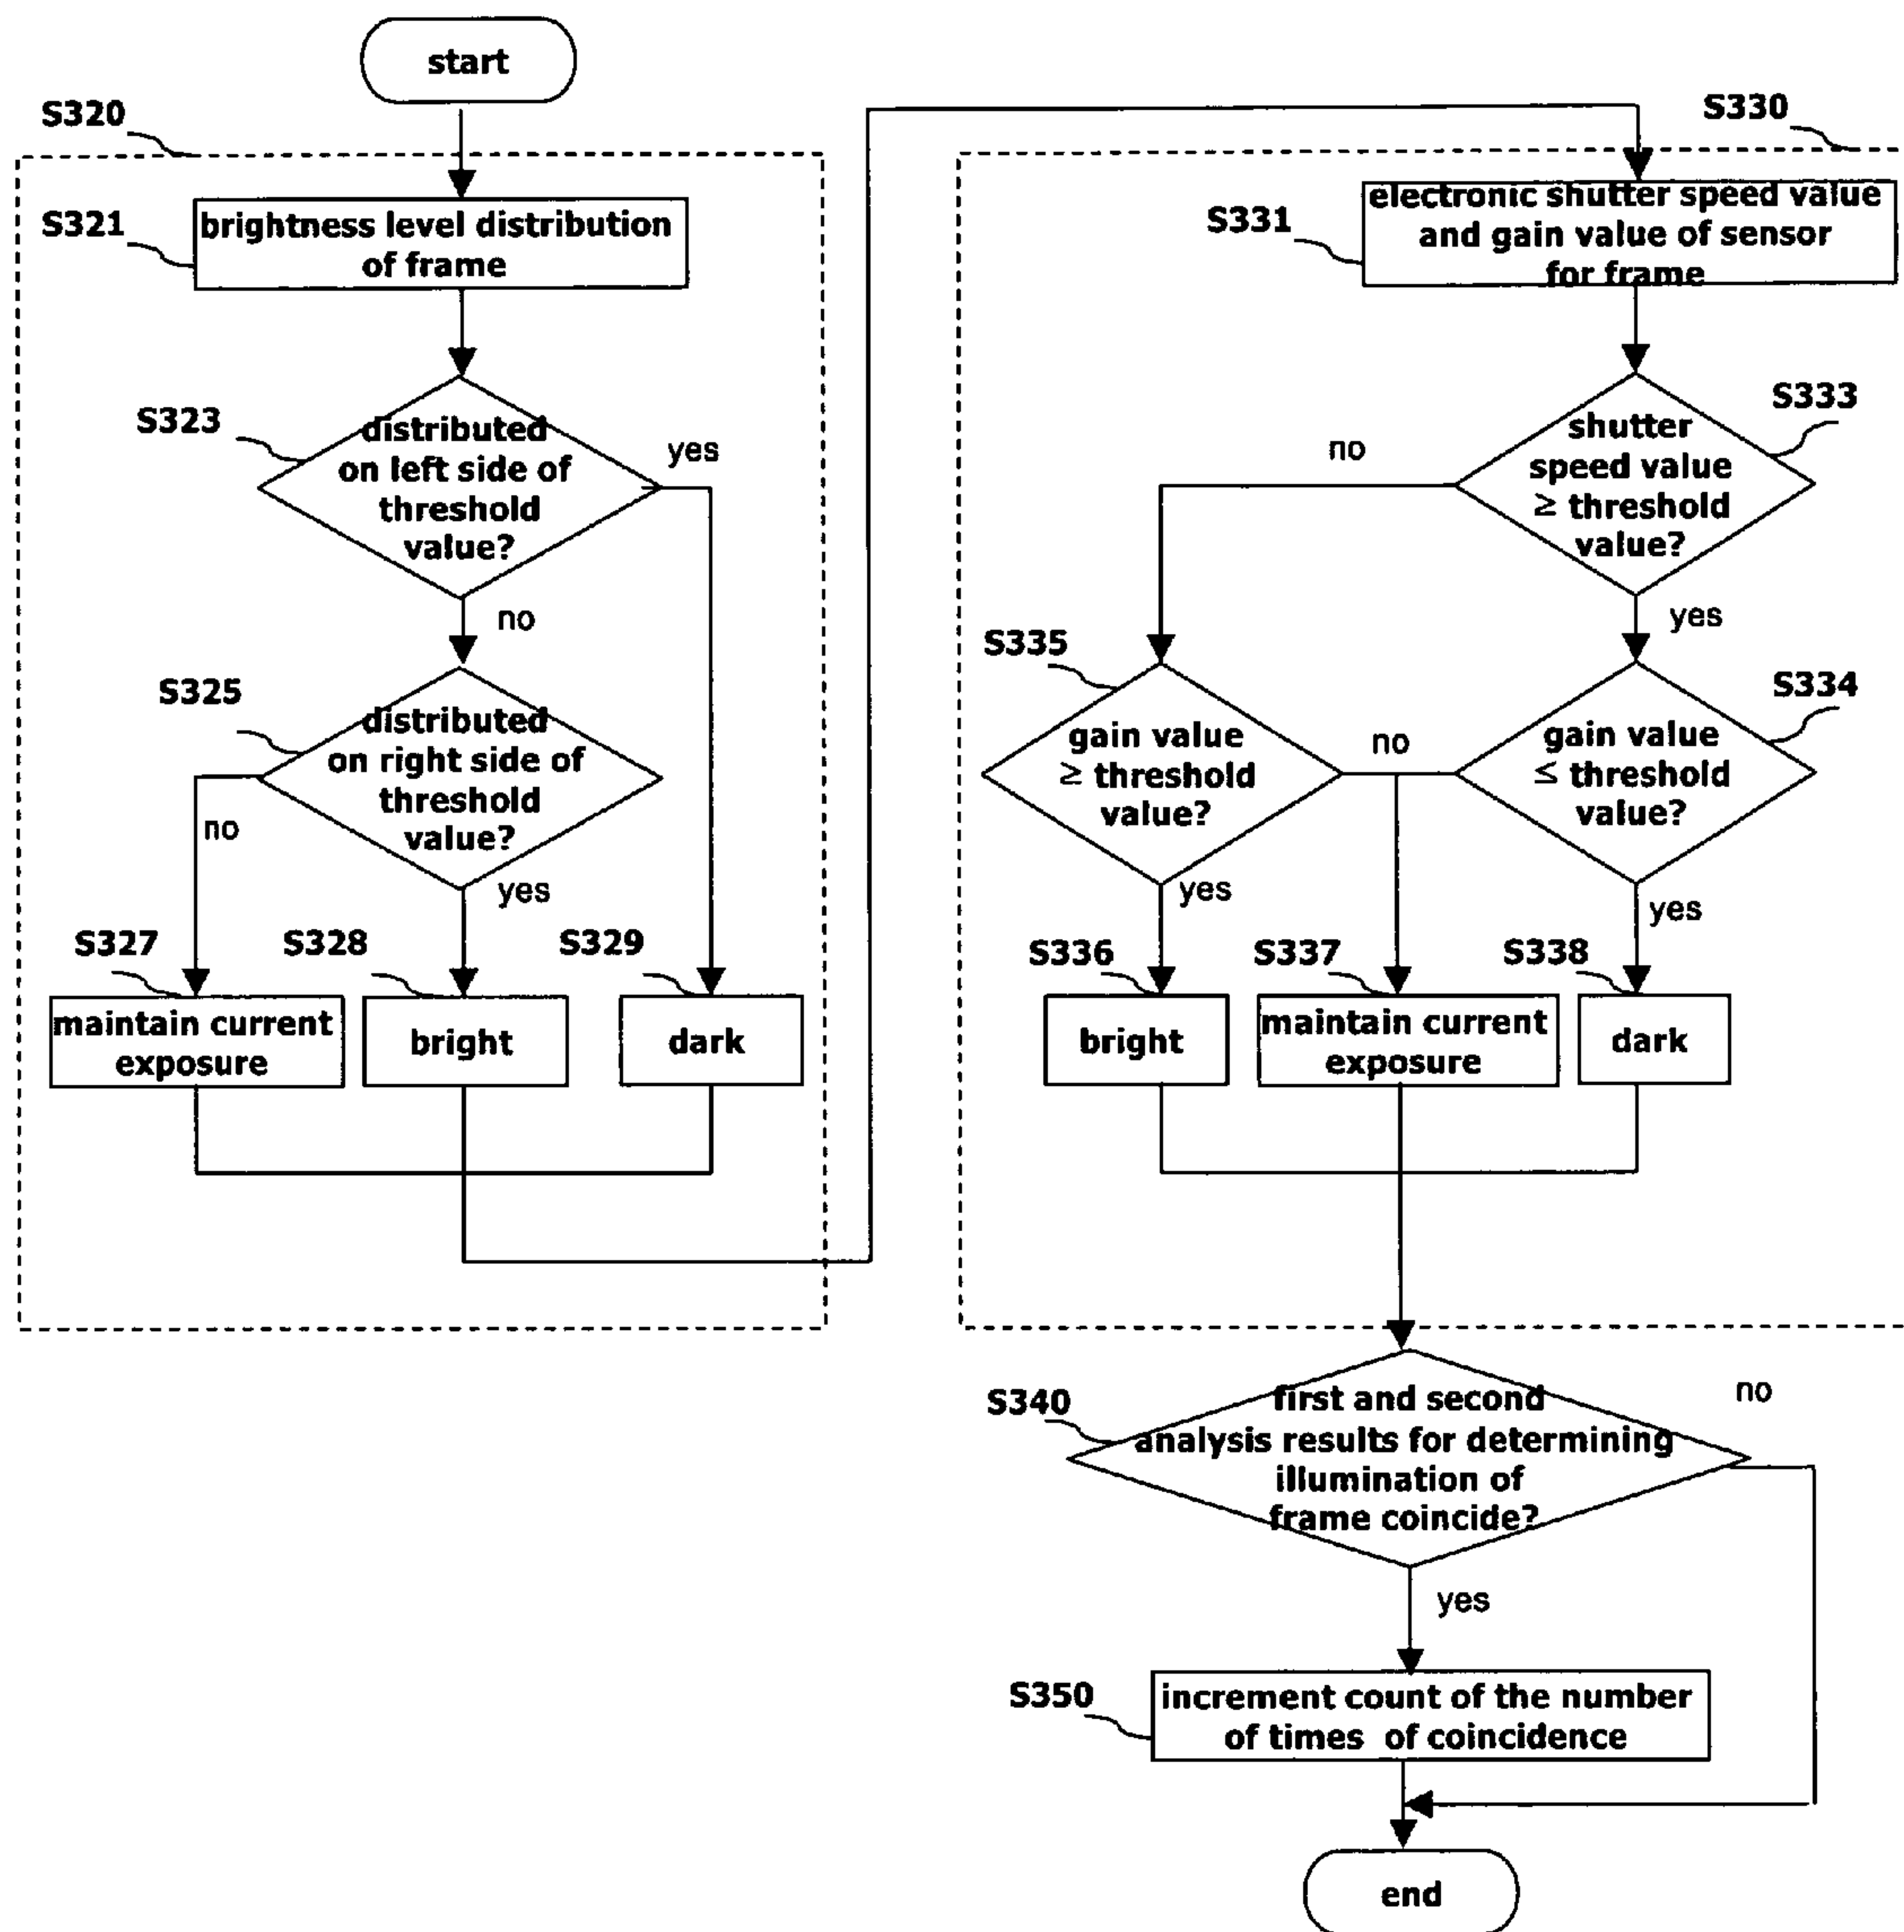 start
S320
S321
brightness level distribution
of frame
S323
distributed
on left side of
threshold
value?
yes
no
S325
distributed
on right side of
threshold
value?
no
yes
S327
S328
S329
maintain current
exposure
bright
dark
S330
S331
electronic shutter speed value
and gain value of sensor
for frame
S333
shutter
speed value
≥ threshold
value?
no
yes
S335
gain value
≥ threshold
value?
no
S334
gain value
≤ threshold
value?
yes
yes
S336
S337
S338
bright
maintain current
exposure
dark
S340
first and second
analysis results for determining
illumination of
frame coincide?
no
yes
S350
increment count of the number
of times of coincidence
end